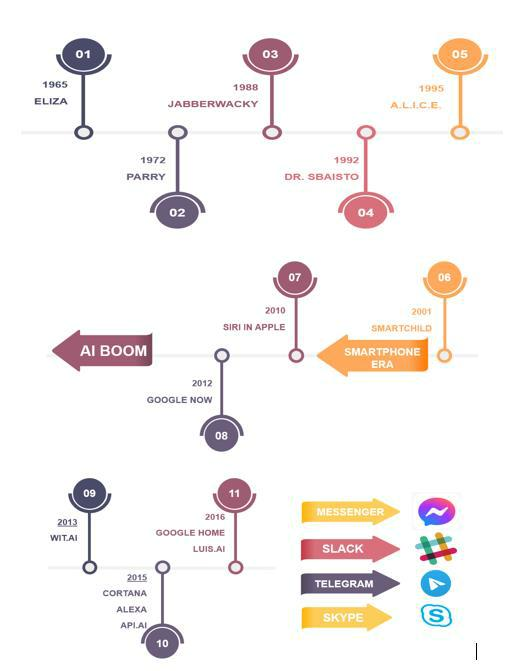 01
1965
ELIZA
1972
PARRY
02
03
1988
JABBERWACKY
1992
DR. SBAISTO
04
05
1995
A.L.I.C.E.
06
2001
SMARTCHILD
SMARTPHONE
ERA
07
2010
SIRI IN APPLE
2012
GOOGLE NOW
08
AI BOOM
09
2013
WIT.AI
2015
CORTANA
ALEXA
API.AI
10
11
2016
GOOGLE HOME
LUIS.AI
MESSENGER
SLACK
TELEGRAM
SKYPE
S